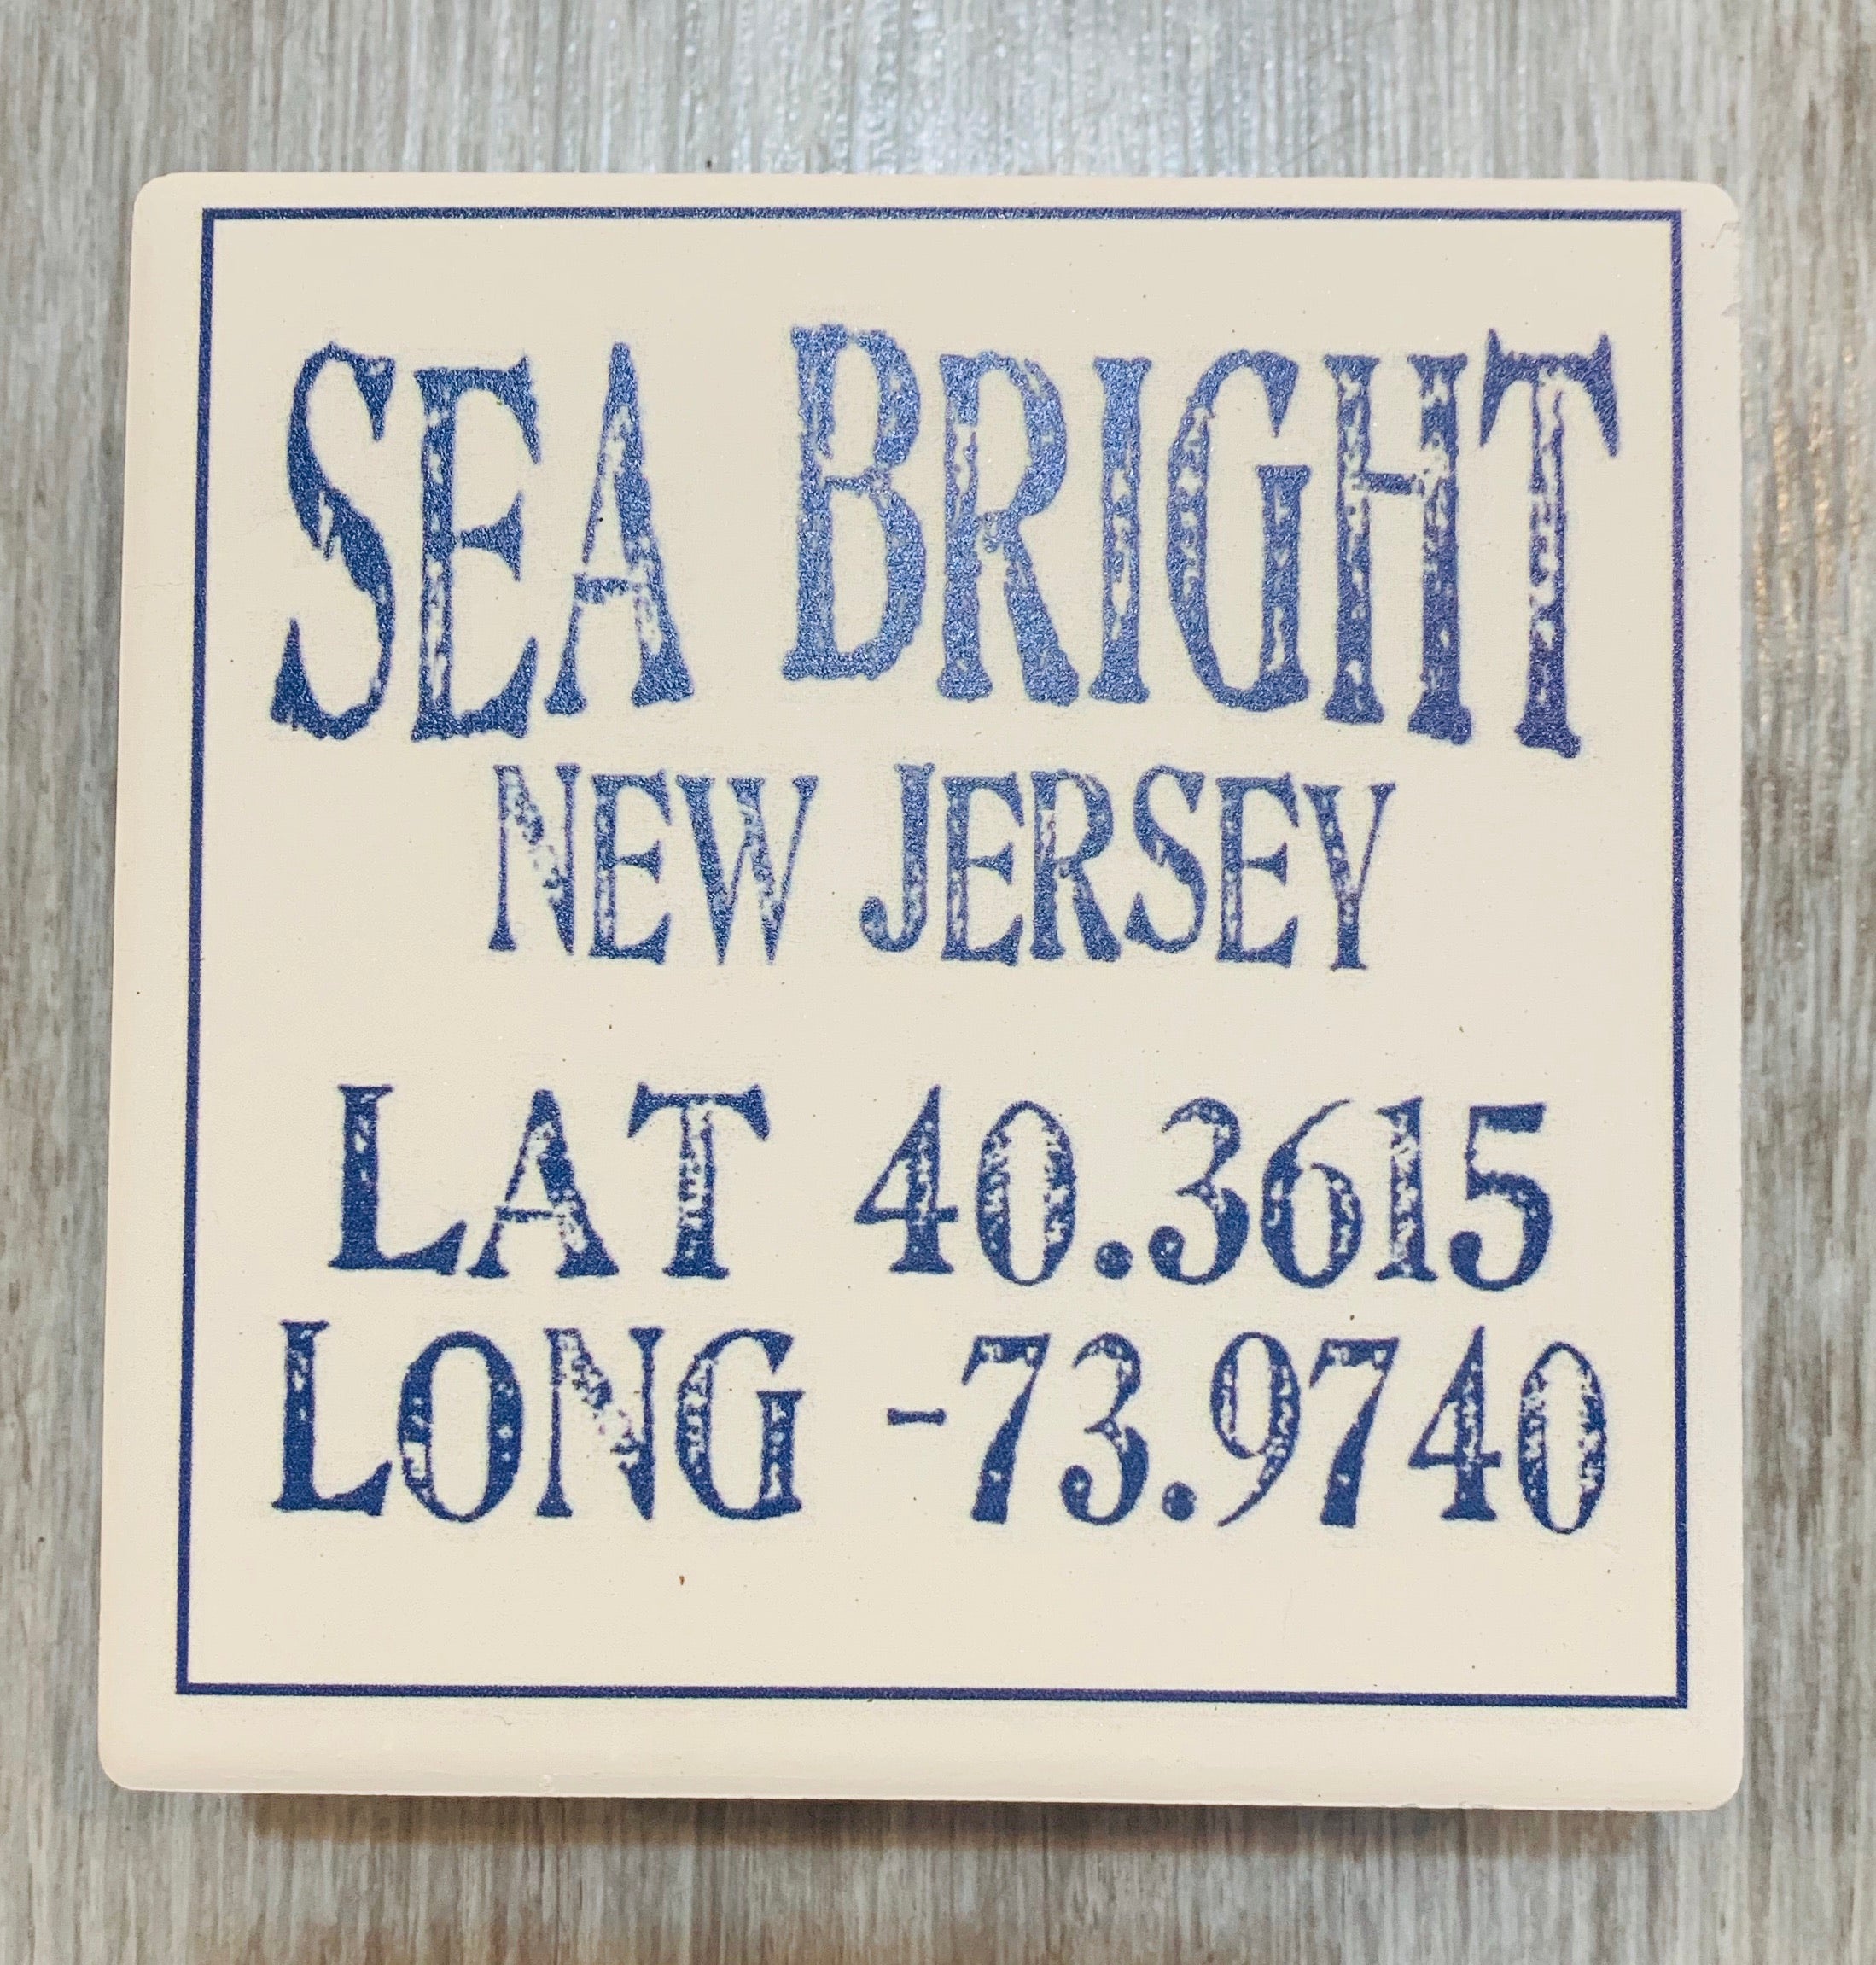 SEA BRIGHT
NEW JERSEY
LAT 40.3615
LONG -73.9740